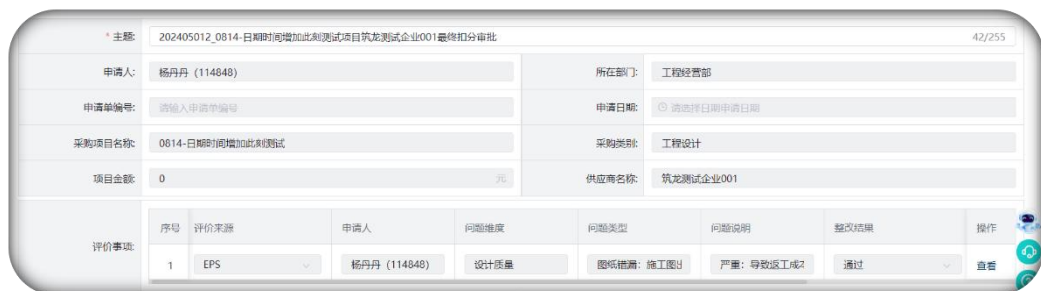 * 主题: 202405012_0814-日期时间增加此刻测试项目筑龙测试企业001最终扣分审批 42/255
申请人: 杨丹丹 (114848) 所在部门: 工程经营部
申请单编号: 请输入申请单编号 申请日期: 请选择日期申请日期
采购项目名称: 0814-日期时间增加此刻测试 采购类别: 工程设计
项目金额: 0 元 供应商名称: 筑龙测试企业001
评价事项:
序号 评价来源 申请人 问题维度 问题类型 问题说明 整改结果 操作
1 EPS 杨丹丹 (114848) 设计质量 图纸错漏: 施工图 严重: 导致返工成 通过 查看